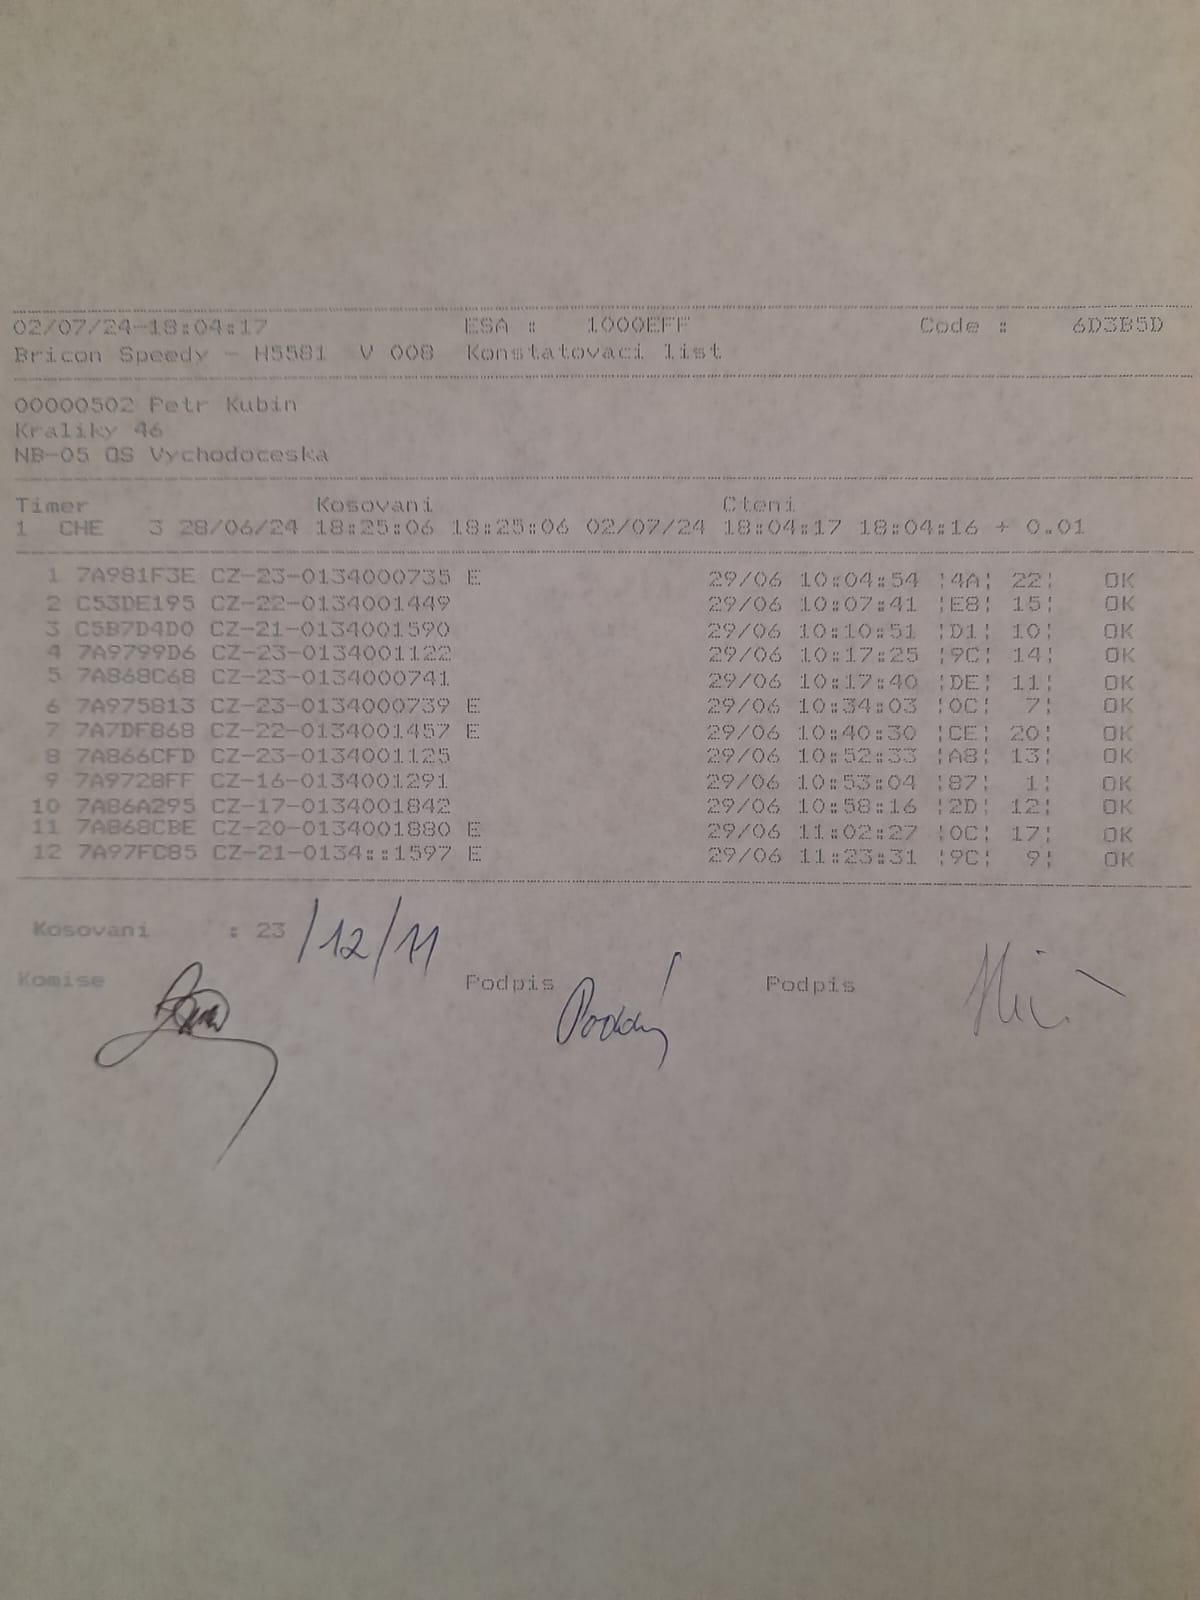 02/07/24-18:04:17 ESA : 1000EFF Code : 6D3B5D
Bricon Speedy - H5581 V 008 Konstatovaci list
00000502 Petr Kubin
Kraliky 46
NB-05 OS Vychodoceska
Timer Kosovani Cteni
1 CHE 3 28/06/24 18:25:06 18:25:06 02/07/24 18:04:17 18:04:16 + 0.01
1 7A981F3E CZ-23-0134000735 E 29/06 10:04:54 ¦4A¦ 22¦ OK
2 C53DE195 CZ-22-0134001449 29/06 10:07:41 ¦E8¦ 15¦ OK
3 C5B7D4D0 CZ-21-0134001590 29/06 10:10:51 ¦D1¦ 10¦ OK
4 7A9799D6 CZ-23-0134001122 29/06 10:17:25 ¦9C¦ 14¦ OK
5 7A868C68 CZ-23-0134000741 29/06 10:17:40 ¦DE¦ 11¦ OK
6 7A975813 CZ-23-0134000739 E 29/06 10:34:03 ¦0C¦ 7¦ OK
7 7A7DF868 CZ-22-0134001457 E 29/06 10:40:30 ¦CE¦ 20¦ OK
8 7A866CFD CZ-23-0134001125 29/06 10:52:33 ¦A8¦ 13¦ OK
9 7A9728FF CZ-16-0134001291 29/06 10:53:04 ¦87¦ 1¦ OK
10 7A86A295 CZ-17-0134001842 29/06 10:58:16 ¦2D¦ 12¦ OK
11 7A868CBE CZ-20-0134001880 E 29/06 11:02:27 ¦0C¦ 17¦ OK
12 7A97FC85 CZ-21-0134::1597 E 29/06 11:23:31 ¦9C¦ 9¦ OK
Kosovani : 23 /12/11
Komise Podpis Podpis